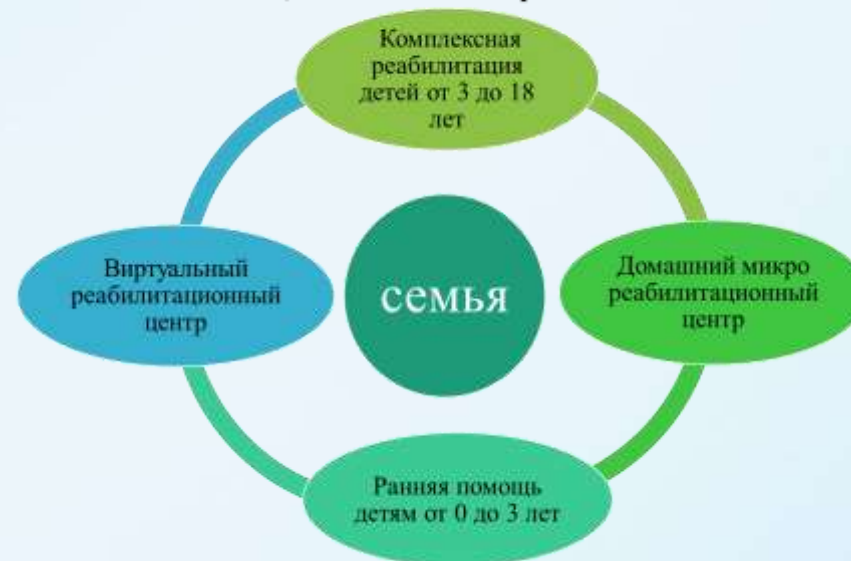 Комплексная
реабилитация
детей от 3 до 18
лет
Виртуальный
реабилитационный
центр
семья
Домашний микро
реабилитационный
центр
Ранняя помощь
детям от 0 до 3 лет